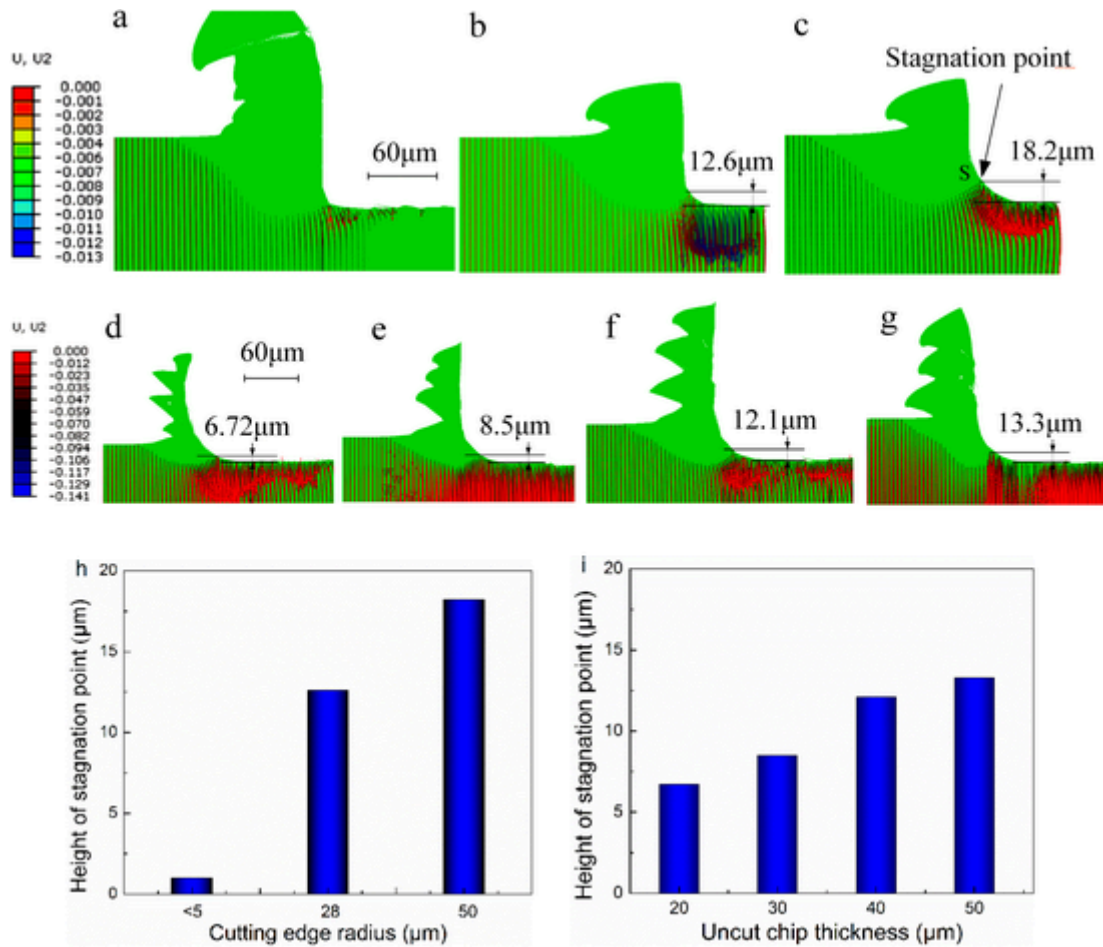 a
b
c
U, U2
0.000
-0.001
-0.002
-0.003
-0.004
-0.006
-0.007
-0.008
-0.009
-0.010
-0.011
-0.012
-0.013
60μm
12.6μm
Stagnation point
S
18.2μm
d
e
f
g
U, U2
0.000
-0.012
-0.023
-0.035
-0.047
-0.059
-0.070
-0.082
-0.094
-0.106
-0.117
-0.129
-0.141
60μm
6.72μm
8.5μm
12.1μm
13.3μm
h
Height of stagnation point (μm)
20
15
10
5
0
<5
28
50
Cutting edge radius (μm)
i
Height of stagnation point (μm)
20
15
10
5
0
20
30
40
50
Uncut chip thickness (μm)